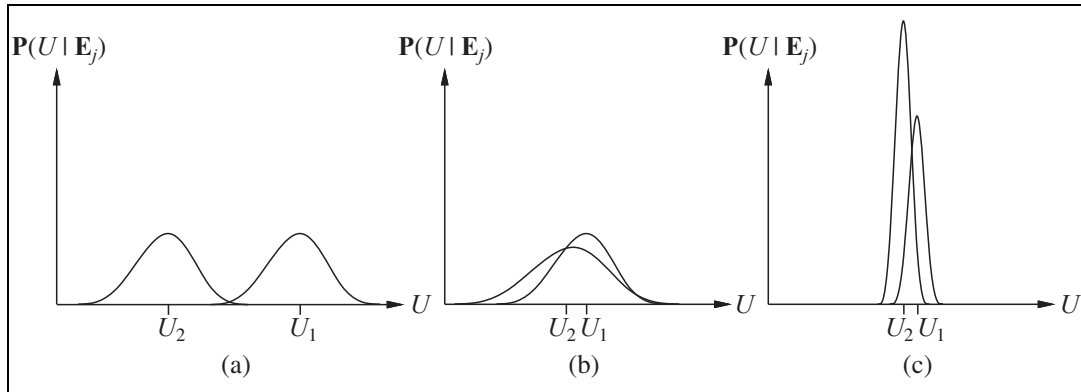 P(U | E_j)
U
U_2
U_1
(a)
P(U | E_j)
U
U_2 U_1
(b)
P(U | E_j)
U
U_2 U_1
(c)